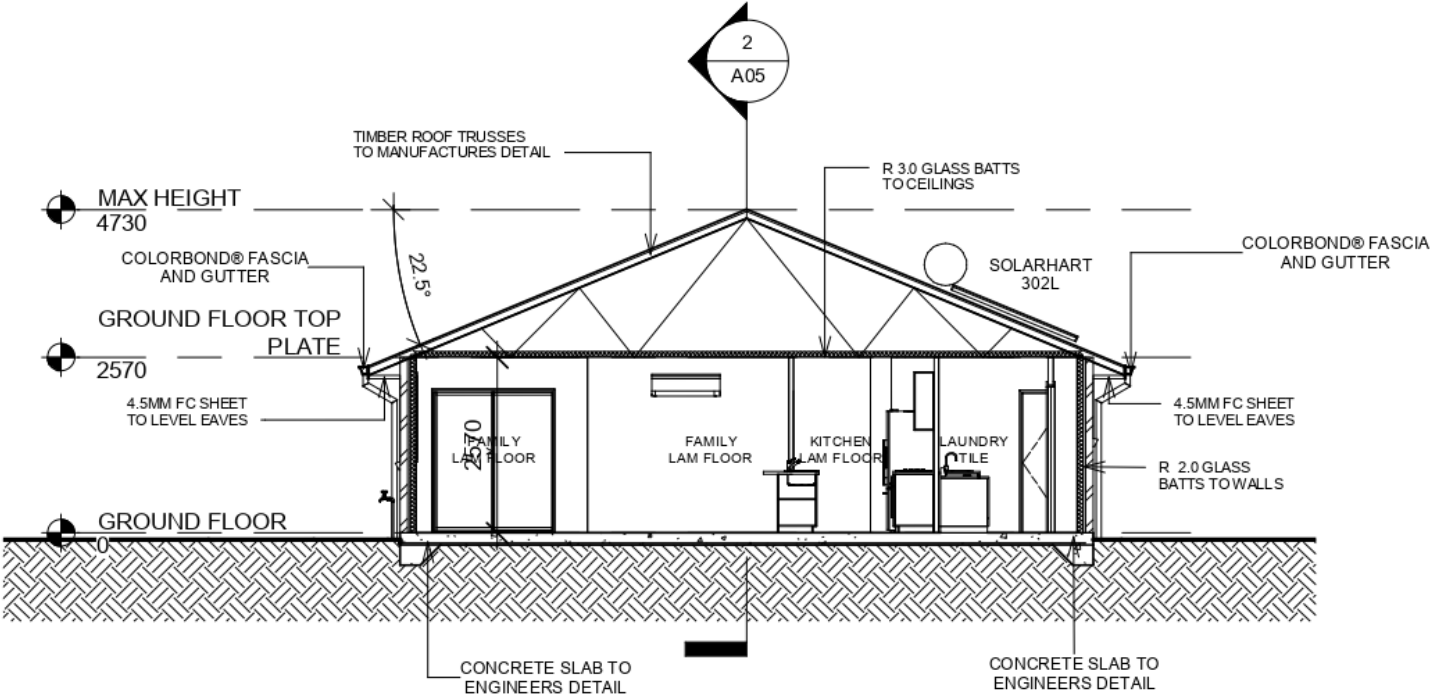 2
A05
TIMBER ROOF TRUSSES
TO MANUFACTURES DETAIL
R 3.0 GLASS BATTS
TO CEILINGS
MAX HEIGHT
4730
COLORBOND® FASCIA
AND GUTTER
22.5°
SOLARHART
302L
COLORBOND® FASCIA
AND GUTTER
GROUND FLOOR TOP
PLATE
2570
4.5MM FC SHEET
TO LEVEL EAVES
4.5MM FC SHEET
TO LEVEL EAVES
2570
FAMILY
LAM FLOOR
FAMILY
LAM FLOOR
KITCHEN
LAM FLOOR
LAUNDRY
TILE
R 2.0 GLASS
BATTS TO WALLS
GROUND FLOOR
0
CONCRETE SLAB TO
ENGINEERS DETAIL
CONCRETE SLAB TO
ENGINEERS DETAIL